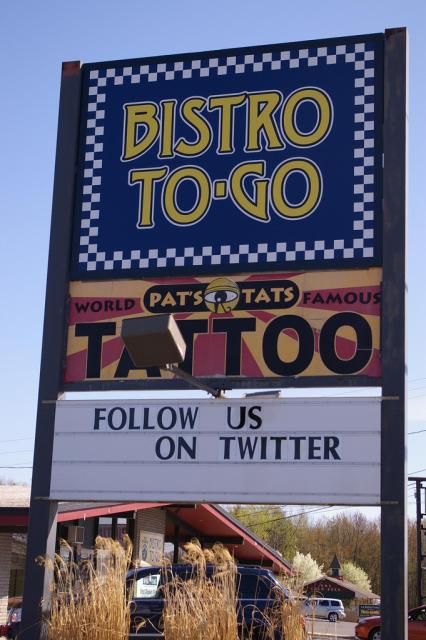 BISTRO
TO-GO
WORLD PAT'S TATS FAMOUS
TATTOO
FOLLOW US
ON TWITTER